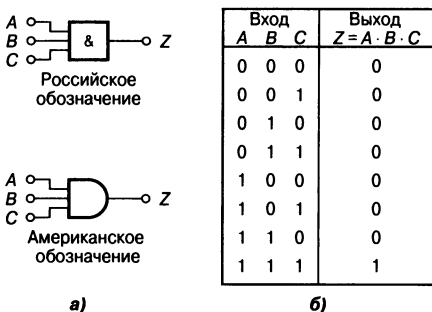 A
B & Z
C
Российское
обозначение
A
B Z
C
Американское
обозначение
а)
Вход Выход
A B C Z = A · B · C
0 0 0 0
0 0 1 0
0 1 0 0
0 1 1 0
1 0 0 0
1 0 1 0
1 1 0 0
1 1 1 1
б)